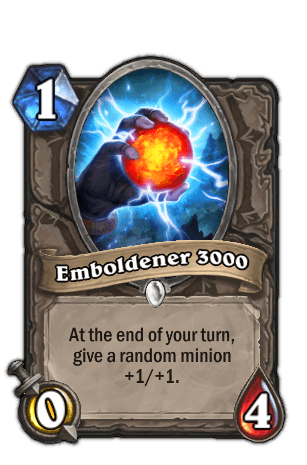 1
Emboldener 3000
At the end of your turn,
give a random minion
+1/+1.
0
4